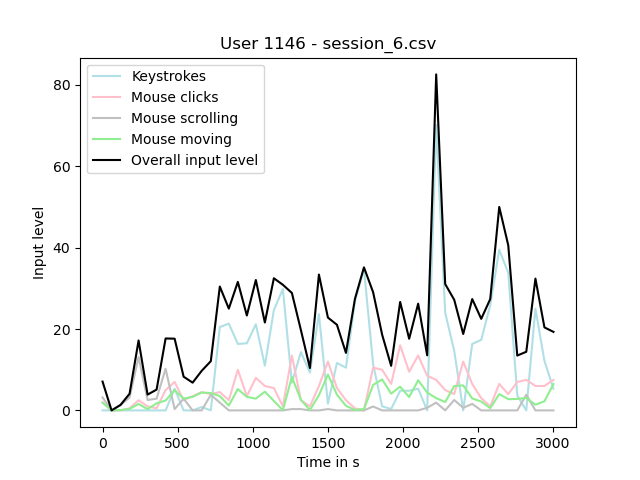 User 1146 - session_6.csv
Keystrokes
Mouse clicks
Mouse scrolling
Mouse moving
Overall input level
Input level
80
60
40
20
0
0 500 1000 1500 2000 2500 3000
Time in s